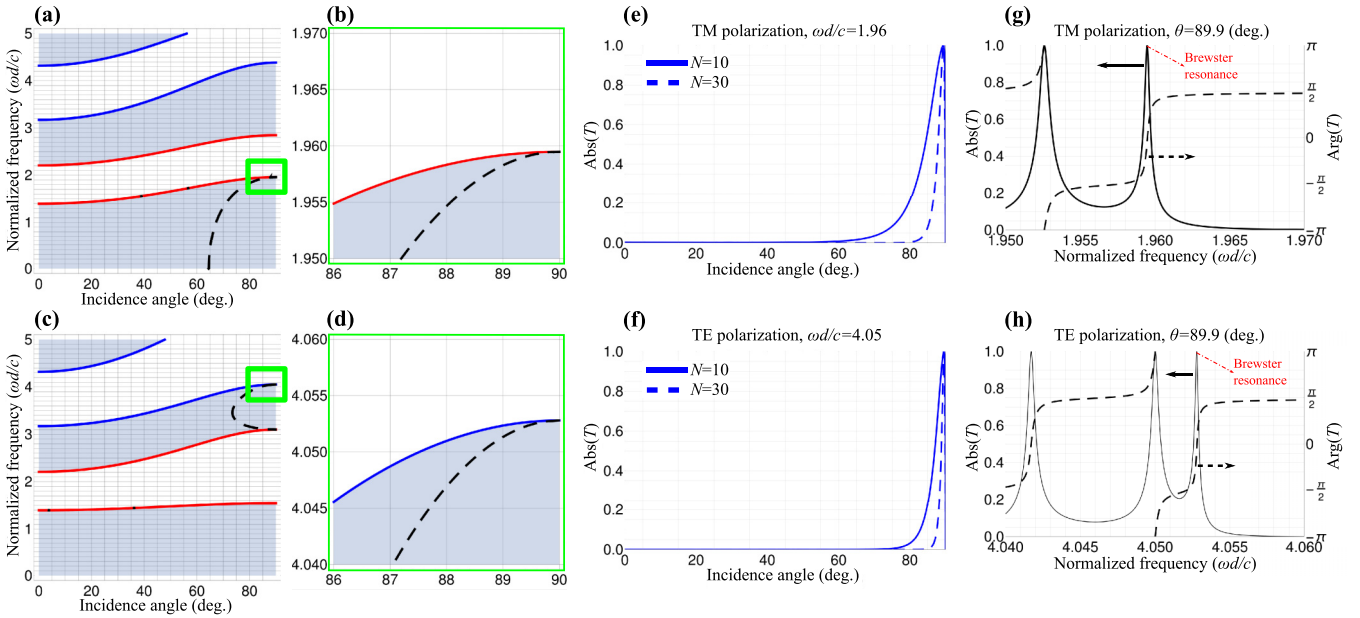 (a)
Normalized frequency (ωd/c)
5
4
3
2
1
0
0 20 40 60 80
Incidence angle (deg.)
(b)
1.970
1.965
1.960
1.955
1.950
86 87 88 89 90
(e)
TM polarization, ωd/c=1.96
Abs(T)
1.0
0.8
0.6
0.4
0.2
0.0
N=10
N=30
0 20 40 60 80
Incidence angle (deg.)
(g)
TM polarization, θ=89.9 (deg.)
Abs(T)
1.0
0.8
0.6
0.4
0.2
0.0
Brewster
resonance
π
π/2
0
−π/2
−π
Arg(T)
1.950 1.955 1.960 1.965 1.970
Normalized frequency (ωd/c)
(c)
Normalized frequency (ωd/c)
5
4
3
2
1
0
0 20 40 60 80
Incidence angle (deg.)
(d)
4.060
4.055
4.050
4.045
4.040
86 87 88 89 90
(f)
TE polarization, ωd/c=4.05
Abs(T)
1.0
0.8
0.6
0.4
0.2
0.0
N=10
N=30
0 20 40 60 80
Incidence angle (deg.)
(h)
TE polarization, θ=89.9 (deg.)
Abs(T)
1.0
0.8
0.6
0.4
0.2
0.0
Brewster
resonance
π
π/2
0
−π/2
−π
Arg(T)
4.040 4.045 4.050 4.055 4.060
Normalized frequency (ωd/c)